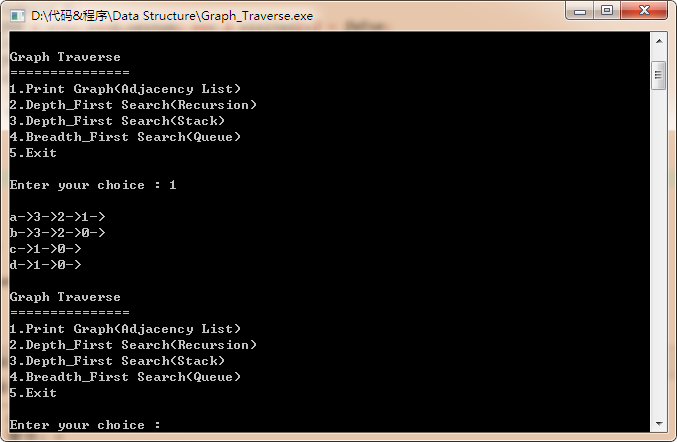 D:\代码&程序\Data Structure\Graph_Traverse.exe
Graph Traverse
===============
1.Print Graph(Adjacency List)
2.Depth_First Search(Recursion)
3.Depth_First Search(Stack)
4.Breadth_First Search(Queue)
5.Exit
Enter your choice : 1
a->3->2->1->
b->3->2->0->
c->1->0->
d->1->0->
Graph Traverse
===============
1.Print Graph(Adjacency List)
2.Depth_First Search(Recursion)
3.Depth_First Search(Stack)
4.Breadth_First Search(Queue)
5.Exit
Enter your choice :